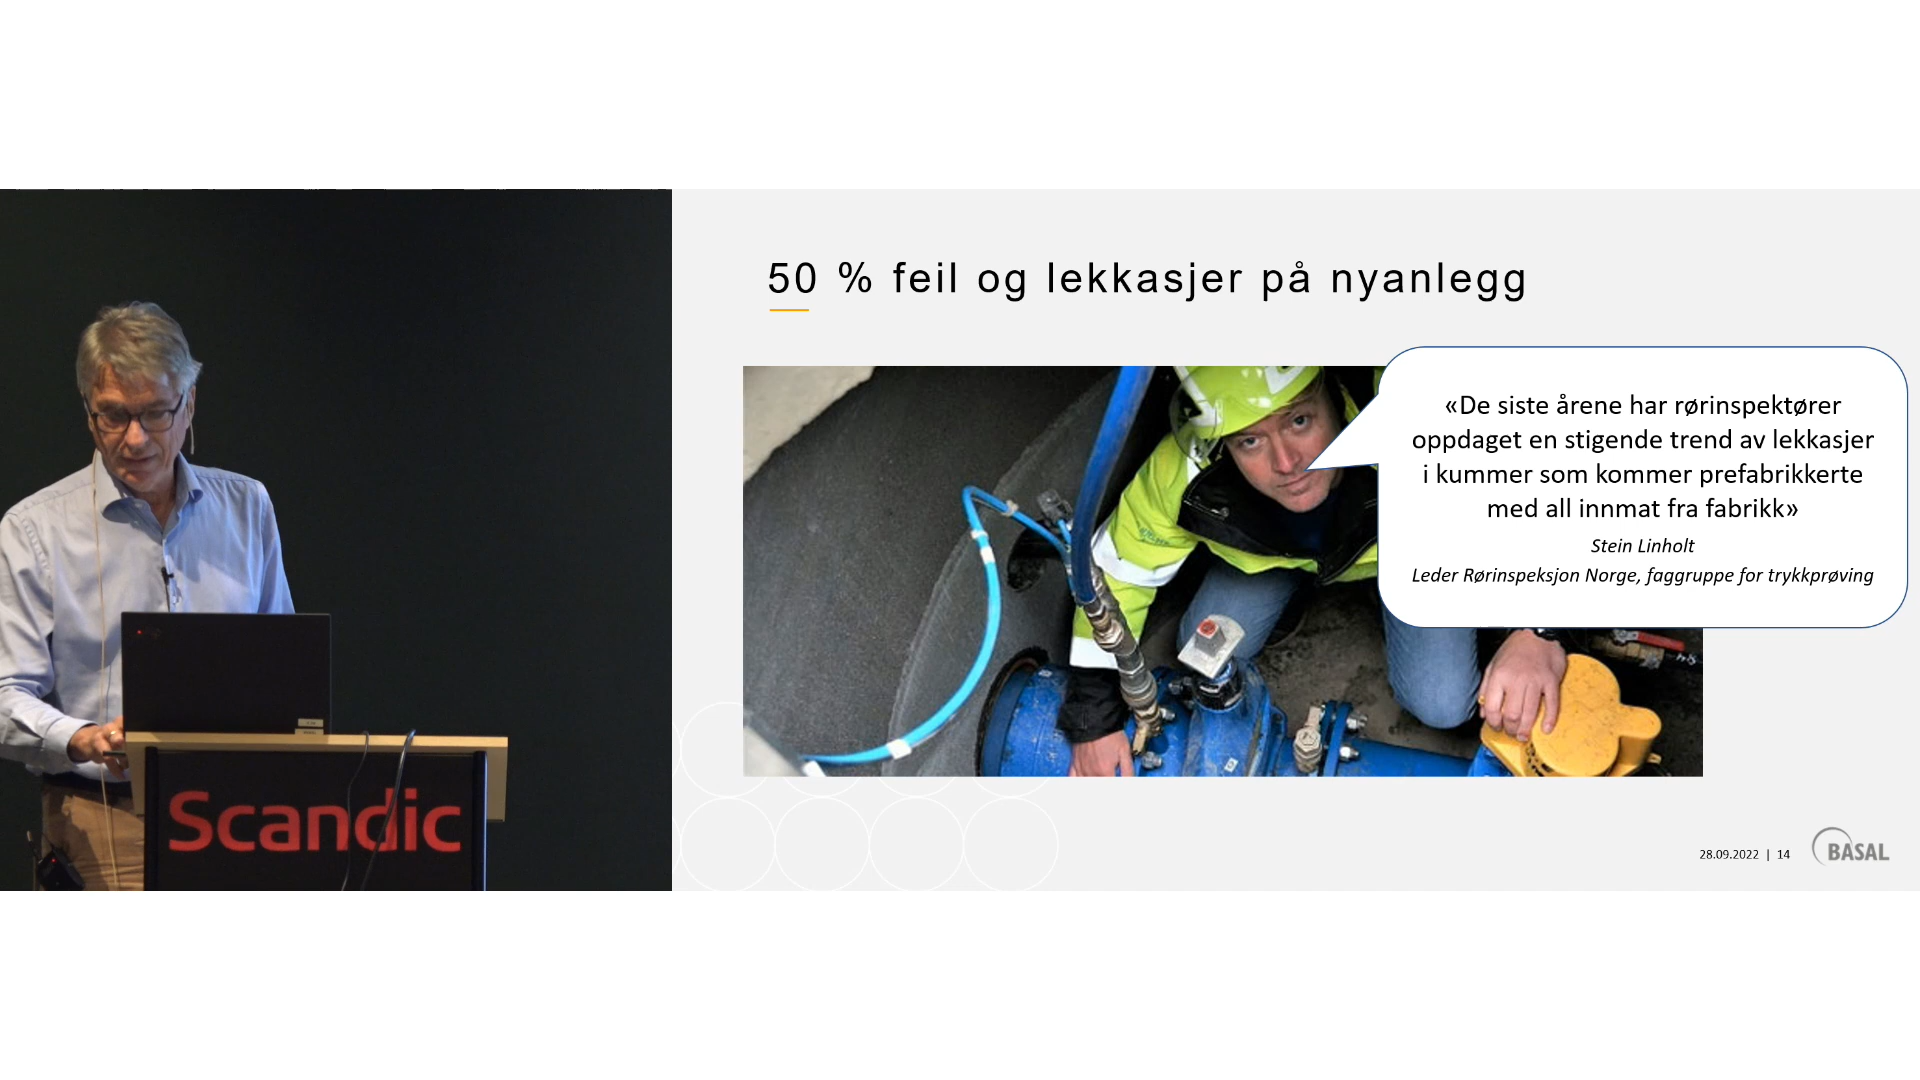 50 % feil og lekkasjer på nyanlegg
«De siste årene har rørinspektører
oppdaget en stigende trend av lekkasjer
i kummer som kommer prefabrikkerte
med all innmat fra fabrikk»
Stein Linholt
Leder Rørinspeksjon Norge, faggruppe for trykkprøving
Scandic
28.09.2022 | 14
BASAL